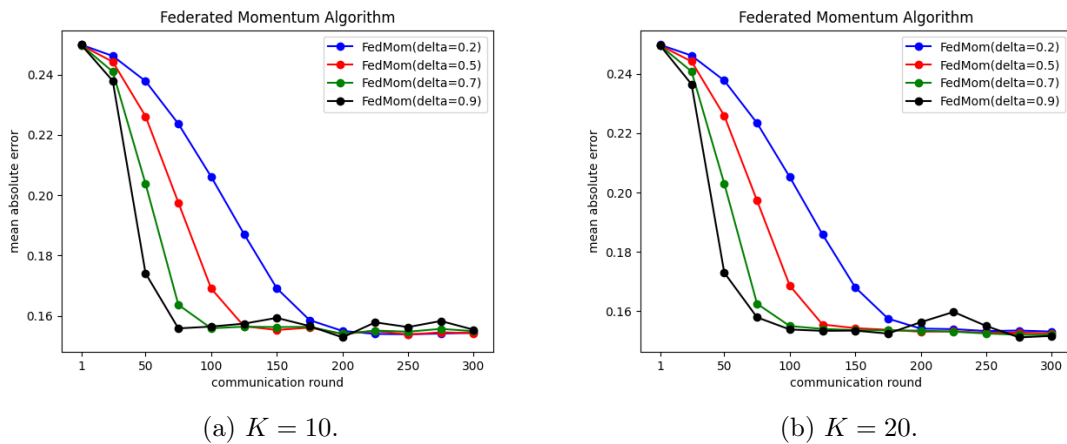 Federated Momentum Algorithm
FedMom(delta=0.2)
FedMom(delta=0.5)
FedMom(delta=0.7)
FedMom(delta=0.9)
mean absolute error
0.24
0.22
0.20
0.18
0.16
1 50 100 150 200 250 300
communication round
(a) K = 10.
Federated Momentum Algorithm
FedMom(delta=0.2)
FedMom(delta=0.5)
FedMom(delta=0.7)
FedMom(delta=0.9)
mean absolute error
0.24
0.22
0.20
0.18
0.16
1 50 100 150 200 250 300
communication round
(b) K = 20.